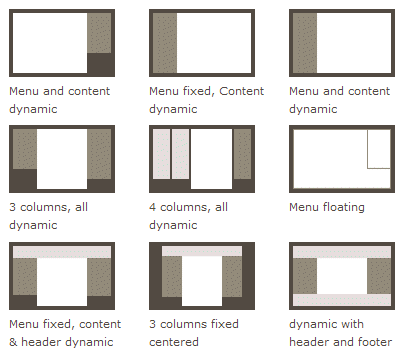 Menu and content
dynamic
Menu fixed, Content
dynamic
Menu and content
dynamic
3 columns, all
dynamic
4 columns, all
dynamic
Menu floating
Menu fixed, content
& header dynamic
3 columns fixed
centered
dynamic with
header and footer